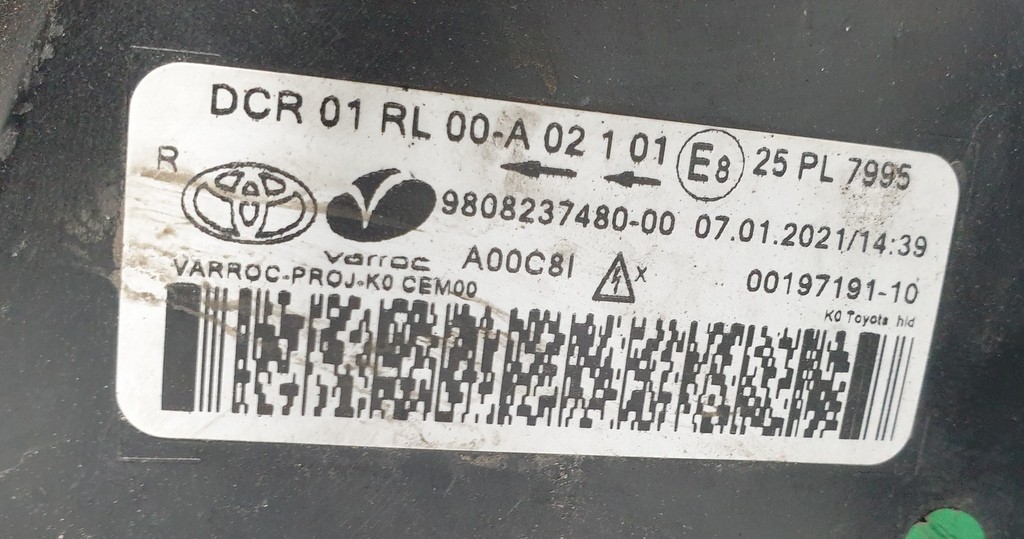 DCR 01 RL 00-A 02 1 01 E8 25 PL 7995
R
9808237480-00 07.01.2021/14:39
varroc A00C8I X 00197191-10
VARROC-PROJ-K0 CEM00
K0 Toyota hld